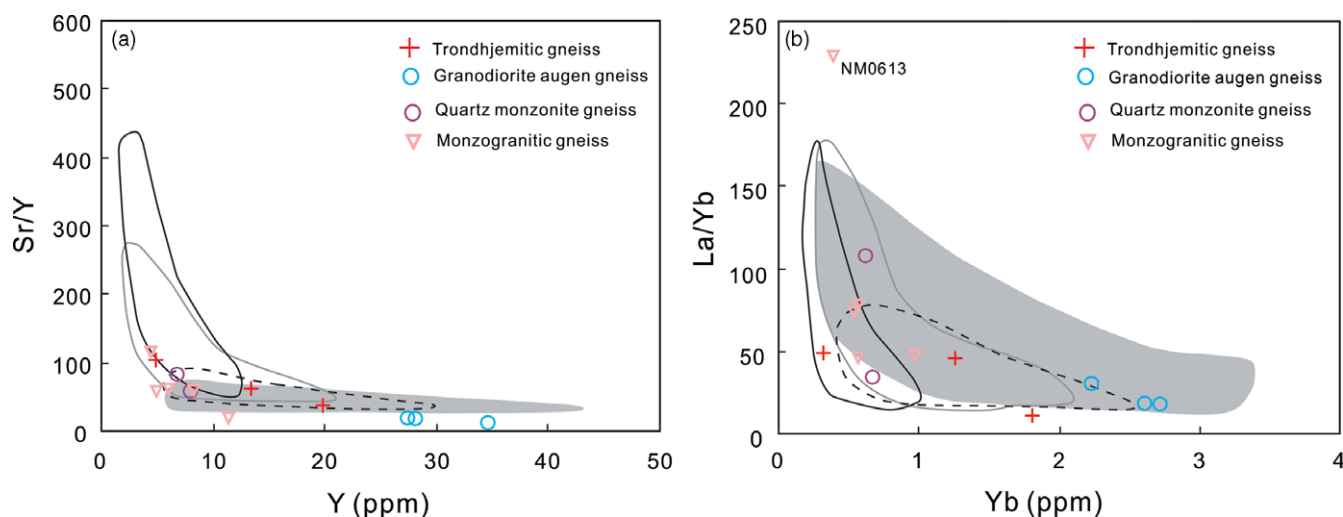 (a)
600
500
400
300
200
100
0
Sr/Y
0
10
20
30
40
50
Y (ppm)
Trondhjemitic gneiss
Granodiorite augen gneiss
Quartz monzonite gneiss
Monzogranitic gneiss
(b)
250
200
150
100
50
0
La/Yb
0
1
2
3
4
Yb (ppm)
NM0613
Trondhjemitic gneiss
Granodiorite augen gneiss
Quartz monzonite gneiss
Monzogranitic gneiss